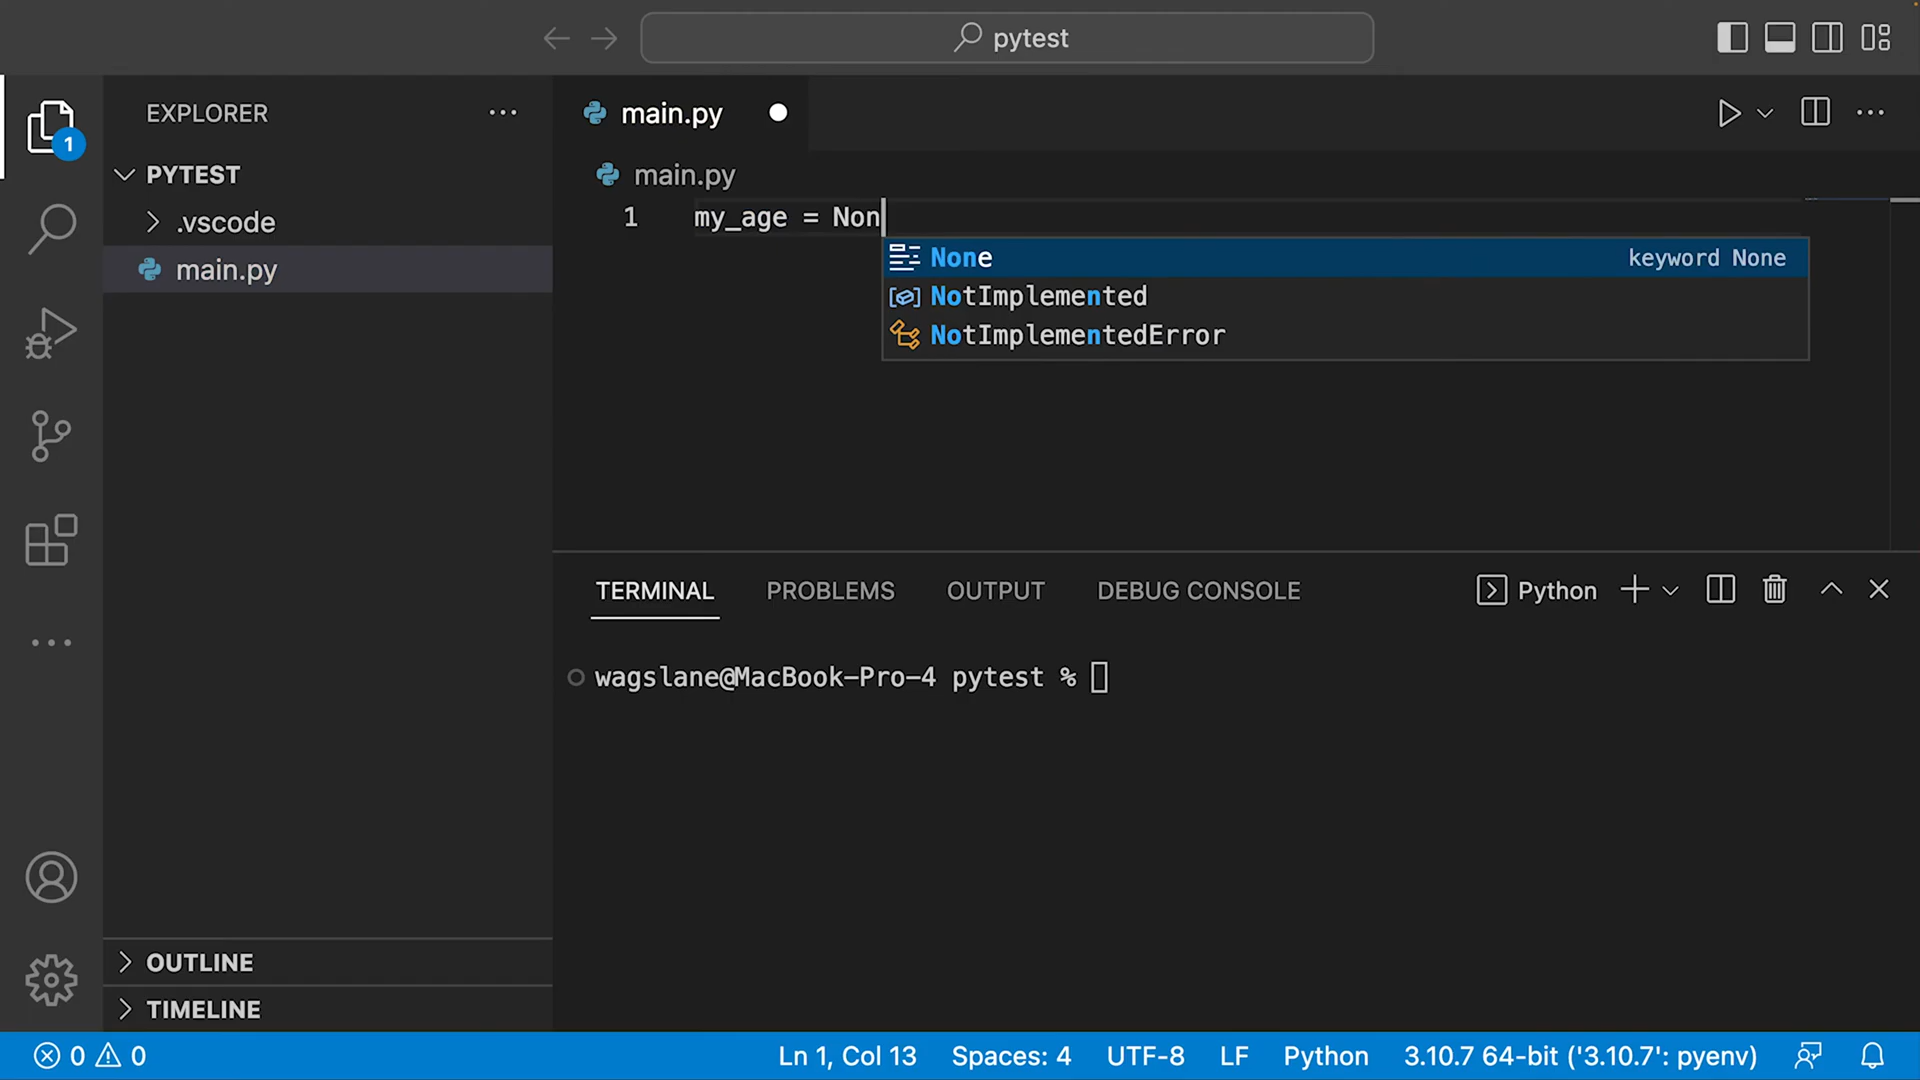 pytest
EXPLORER
1
PYTEST
.vscode
main.py
OUTLINE
TIMELINE
main.py
main.py
1 my_age = Non
None keyword None
NotImplemented
NotImplementedError
TERMINAL PROBLEMS OUTPUT DEBUG CONSOLE Python
wagslane@MacBook-Pro-4 pytest %
0 0 Ln 1, Col 13 Spaces: 4 UTF-8 LF Python 3.10.7 64-bit ('3.10.7': pyenv)